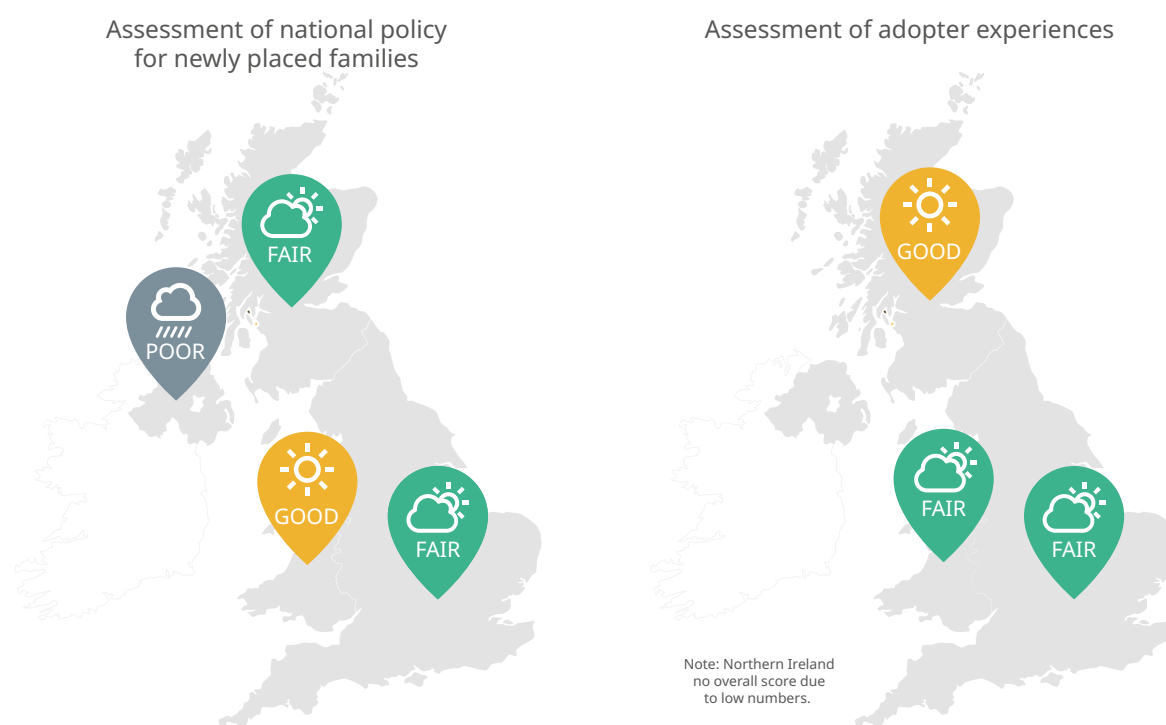 Assessment of national policy
for newly placed families
FAIR
POOR
GOOD
FAIR
Assessment of adopter experiences
GOOD
FAIR
FAIR
Note: Northern Ireland
no overall score due
to low numbers.